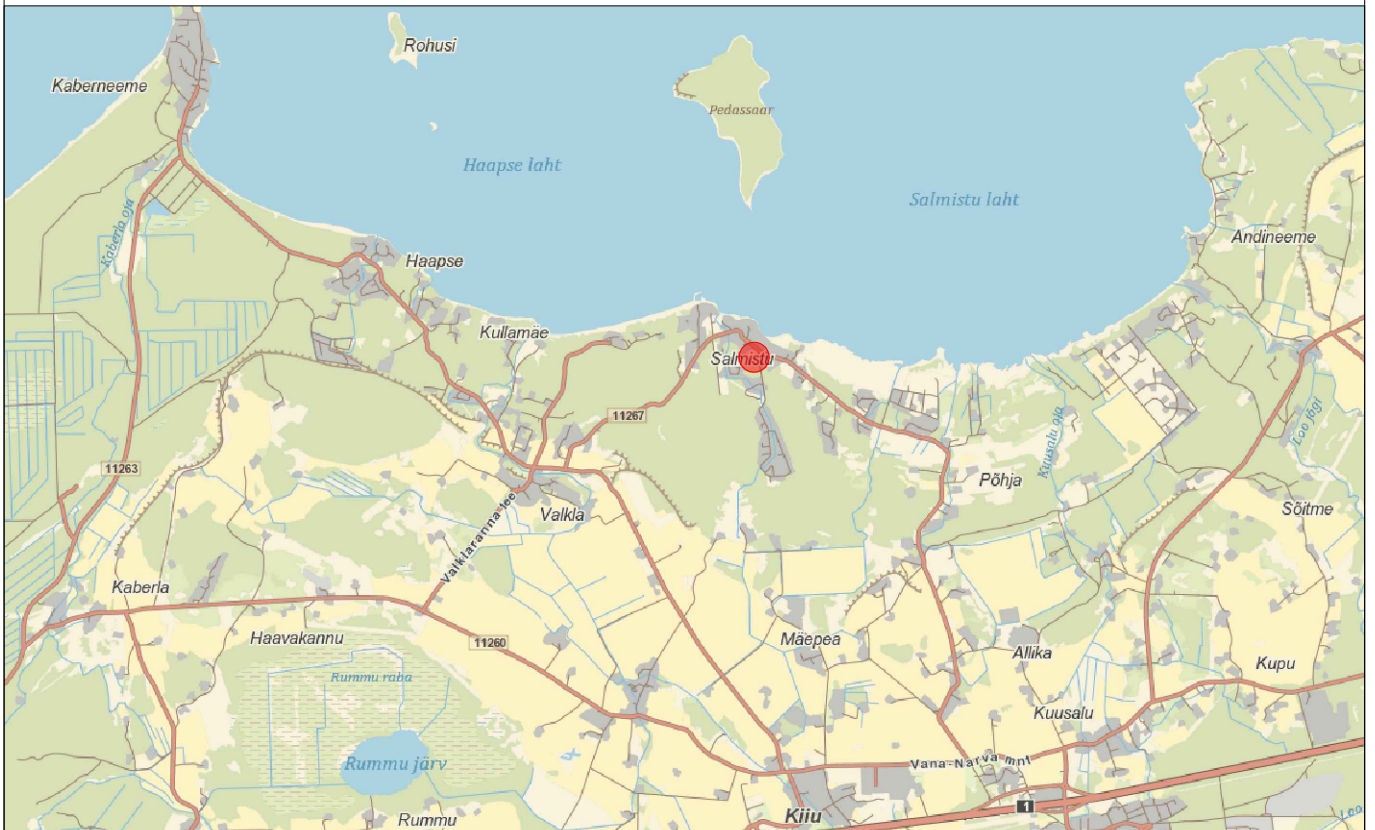 Rohusi
Kaberneeme
Pedassaar
Haapse laht
Salmistu laht
Kaberla oja
Andineeme
Haapse
Kullamäe
Salmistu
11267
Kuusalu oja
Loo jõgi
11263
Põhja
Valkla
Sõitme
Valklaranna tee
Kaberla
Haavakannu
11260
Mäepea
Allika
Kupu
Rummu raba
Kuusalu
Rummu järv
Vana-Narva mnt
1
Kiiu
Rummu
Loo